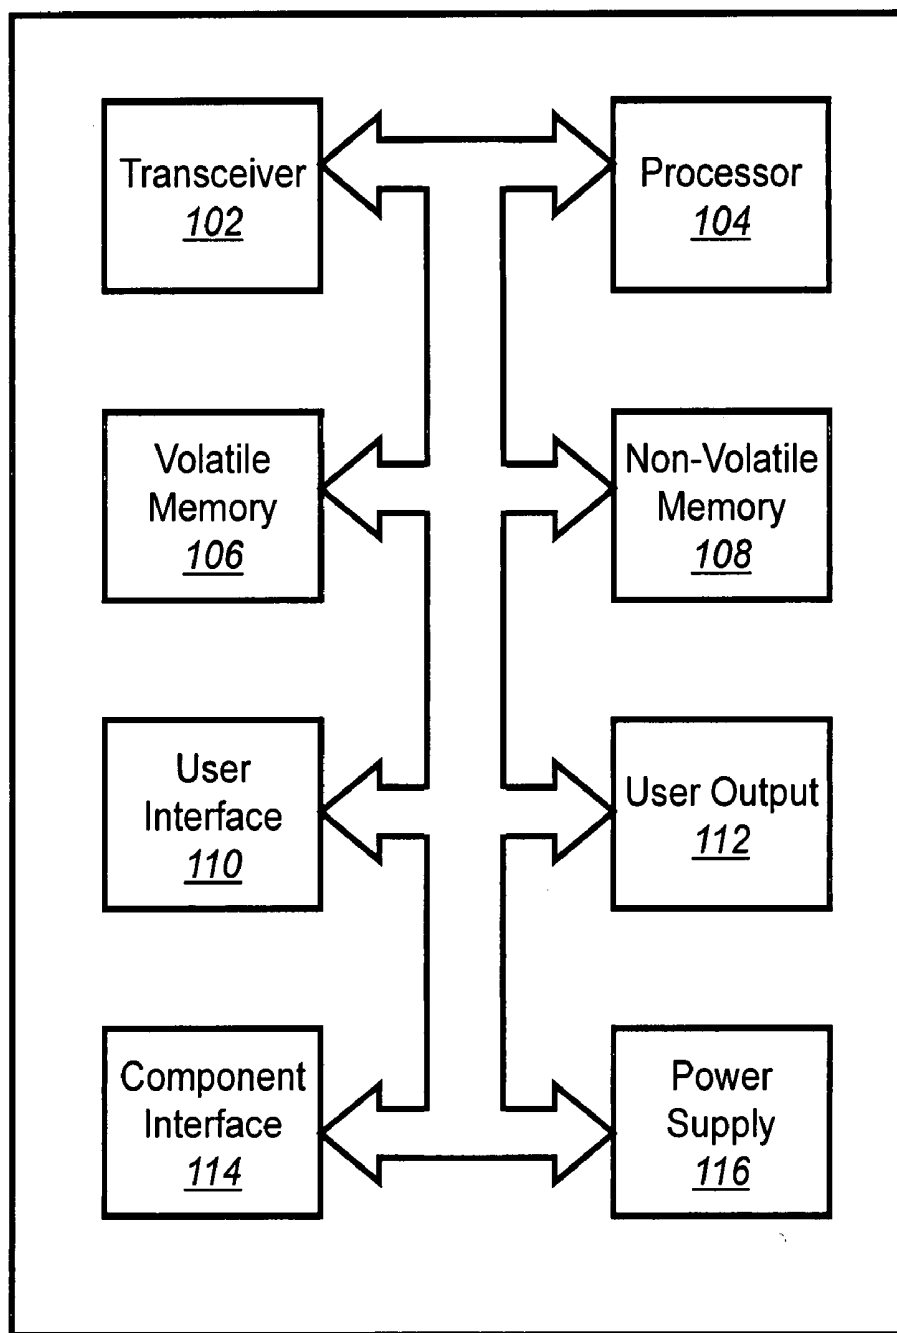 Transceiver
102
Processor
104
Volatile
Memory
106
Non-Volatile
Memory
108
User
Interface
110
User Output
112
Component
Interface
114
Power
Supply
116